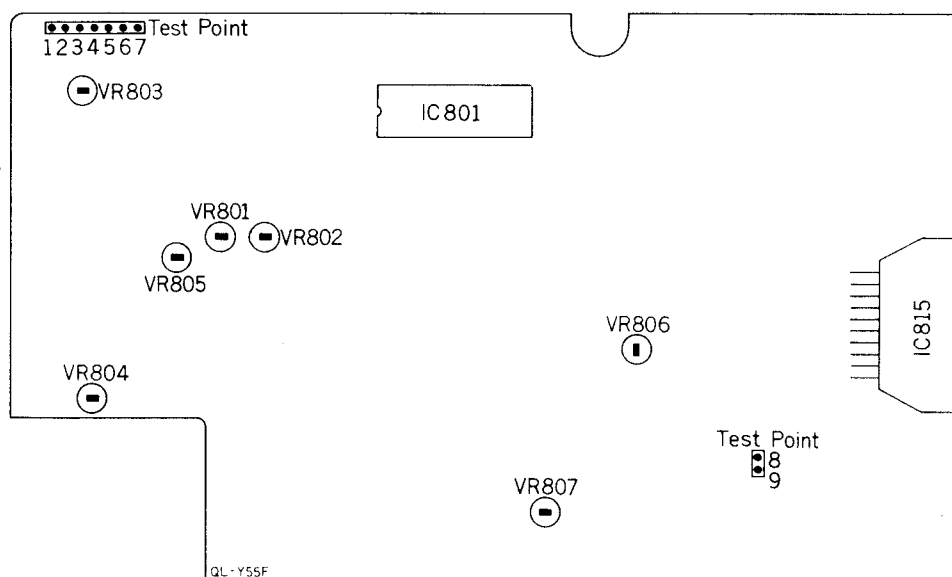 Test Point
1234567
VR803
IC801
VR801
VR802
VR805
IC815
VR806
VR804
Test Point
8
9
VR807
QL-Y55F